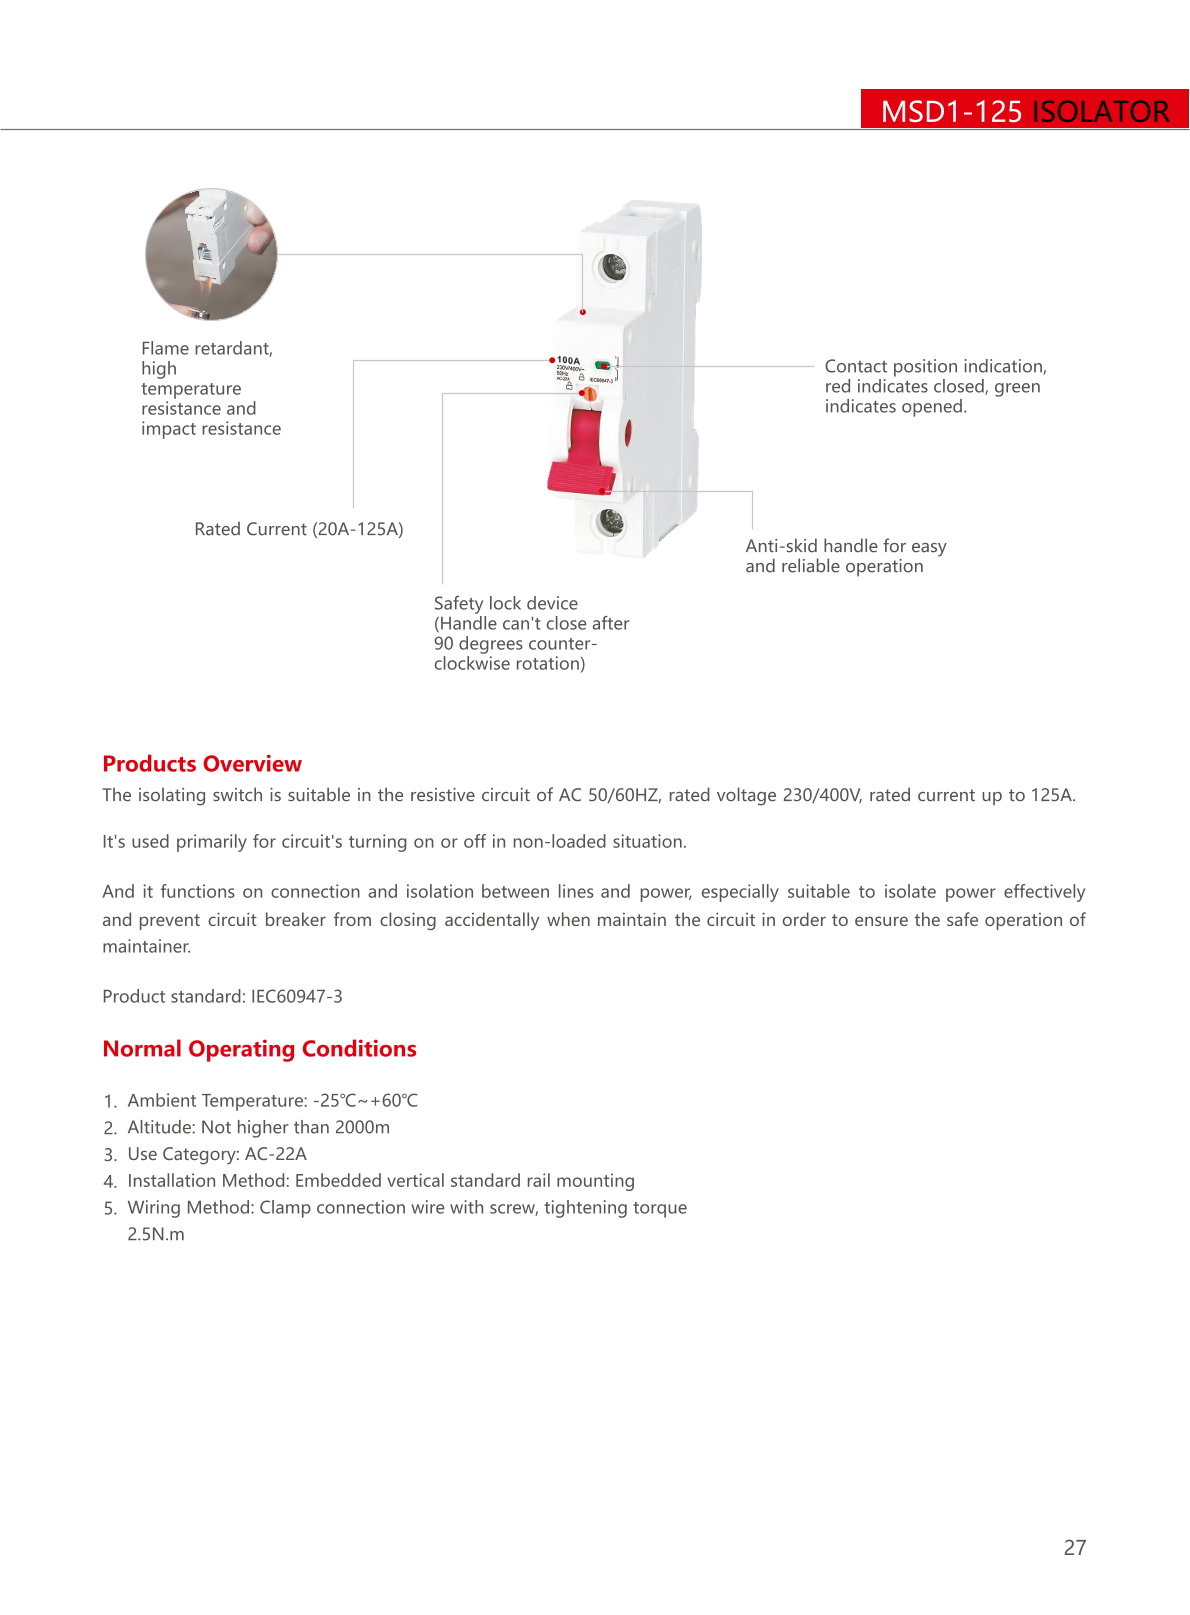 MSD1-125 ISOLATOR
Flame retardant,
high
temperature
resistance and
impact resistance
100A
230V/400V~
50Hz
AC-22A
IEC60947-3
Contact position indication,
red indicates closed, green
indicates opened.
Rated Current (20A-125A)
Anti-skid handle for easy
and reliable operation
Safety lock device
(Handle can't close after
90 degrees counter-
clockwise rotation)
Products Overview
The isolating switch is suitable in the resistive circuit of AC 50/60HZ, rated voltage 230/400V, rated current up to 125A.
It's used primarily for circuit's turning on or off in non-loaded situation.
And it functions on connection and isolation between lines and power, especially suitable to isolate power effectively
and prevent circuit breaker from closing accidentally when maintain the circuit in order to ensure the safe operation of
maintainer.
Product standard: IEC60947-3
Normal Operating Conditions
1. Ambient Temperature: -25℃~+60℃
2. Altitude: Not higher than 2000m
3. Use Category: AC-22A
4. Installation Method: Embedded vertical standard rail mounting
5. Wiring Method: Clamp connection wire with screw, tightening torque
2.5N.m
27